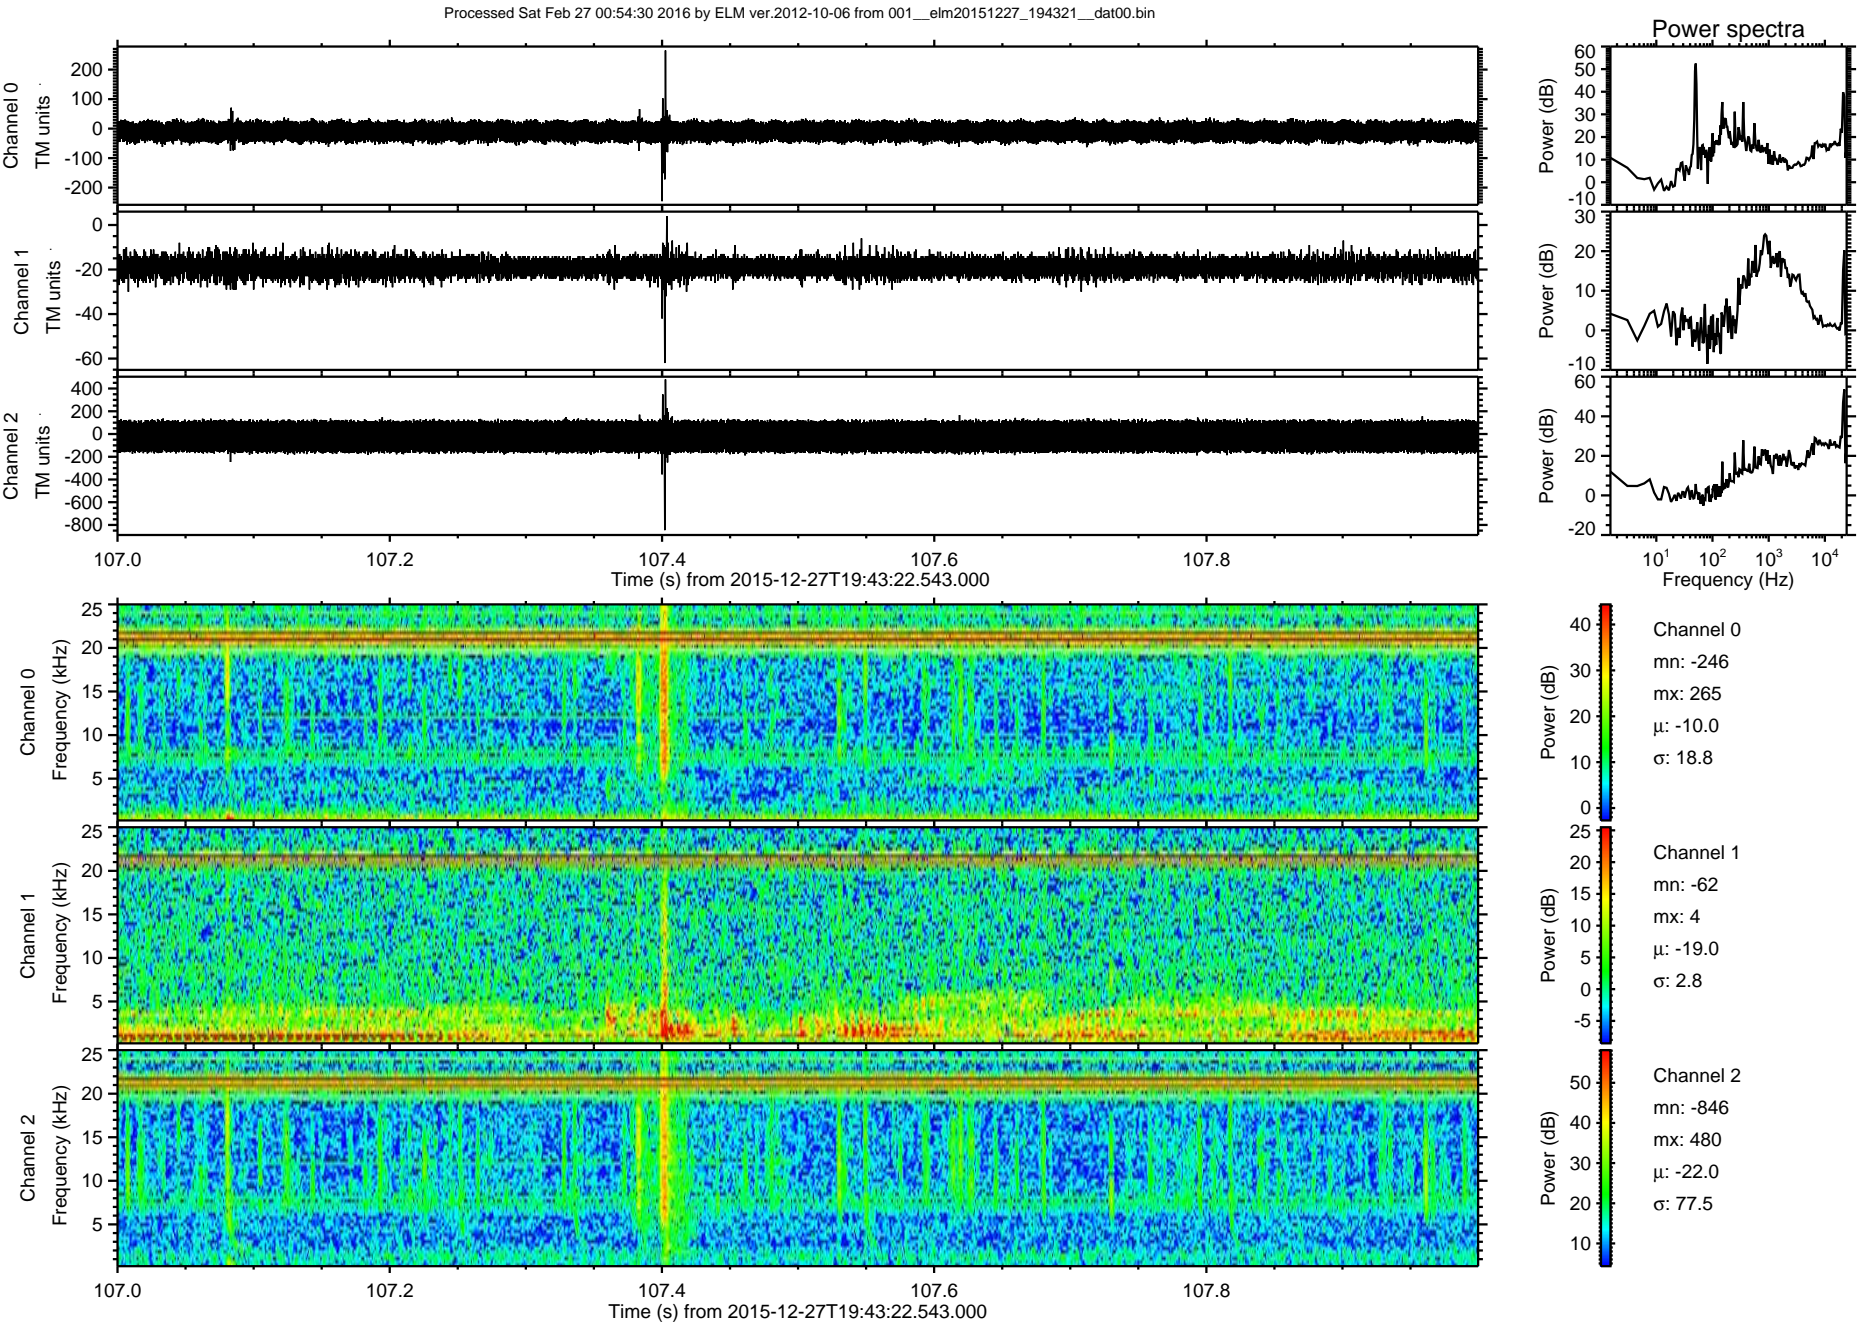 Processed Sat Feb 27 00:54:30 2016 by ELM ver.2012-10-06 from 001__elm20151227_194321__dat00.bin
Power spectra
Channel 0
TM units
200
100
0
-100
-200
Power (dB)
60
50
40
30
20
10
0
-10
Channel 1
TM units
0
-20
-40
-60
Power (dB)
30
20
10
0
-10
Channel 2
TM units
400
200
0
-200
-400
-600
-800
Power (dB)
60
40
20
0
-20
107.0 107.2 107.4 107.6 107.8
Time (s) from 2015-12-27T19:43:22.543.000
10¹ 10² 10³ 10⁴
Frequency (Hz)
Channel 0
Frequency (kHz)
25
20
15
10
5
Power (dB)
40
30
20
10
0
Channel 0
mn: -246
mx: 265
μ: -10.0
σ: 18.8
Channel 1
Frequency (kHz)
25
20
15
10
5
Power (dB)
25
20
15
10
5
0
-5
Channel 1
mn: -62
mx: 4
μ: -19.0
σ: 2.8
Channel 2
Frequency (kHz)
25
20
15
10
5
Power (dB)
50
40
30
20
10
Channel 2
mn: -846
mx: 480
μ: -22.0
σ: 77.5
107.0 107.2 107.4 107.6 107.8
Time (s) from 2015-12-27T19:43:22.543.000